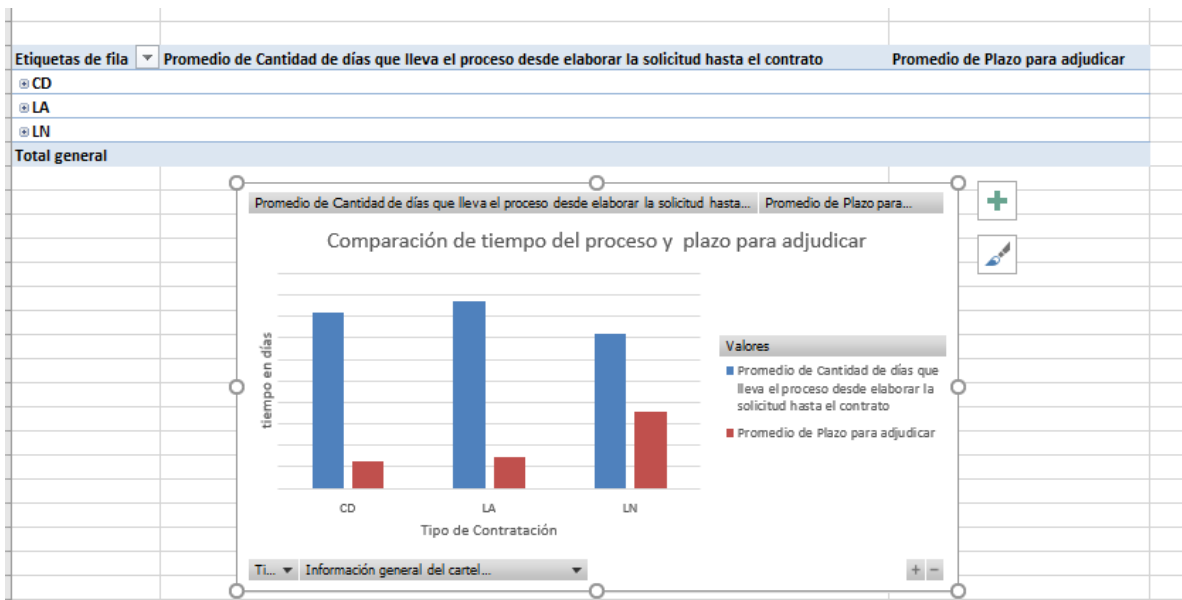 Etiquetas de fila Promedio de Cantidad de días que lleva el proceso desde elaborar la solicitud hasta el contrato Promedio de Plazo para adjudicar
CD
LA
LN
Total general
Promedio de Cantidad de días que lleva el proceso desde elaborar la solicitud hasta... Promedio de Plazo para...
Comparación de tiempo del proceso y plazo para adjudicar
tiempo en días
Valores
Promedio de Cantidad de días que
lleva el proceso desde elaborar la
solicitud hasta el contrato
Promedio de Plazo para adjudicar
CD LA LN
Tipo de Contratación
Ti... Información general del cartel...